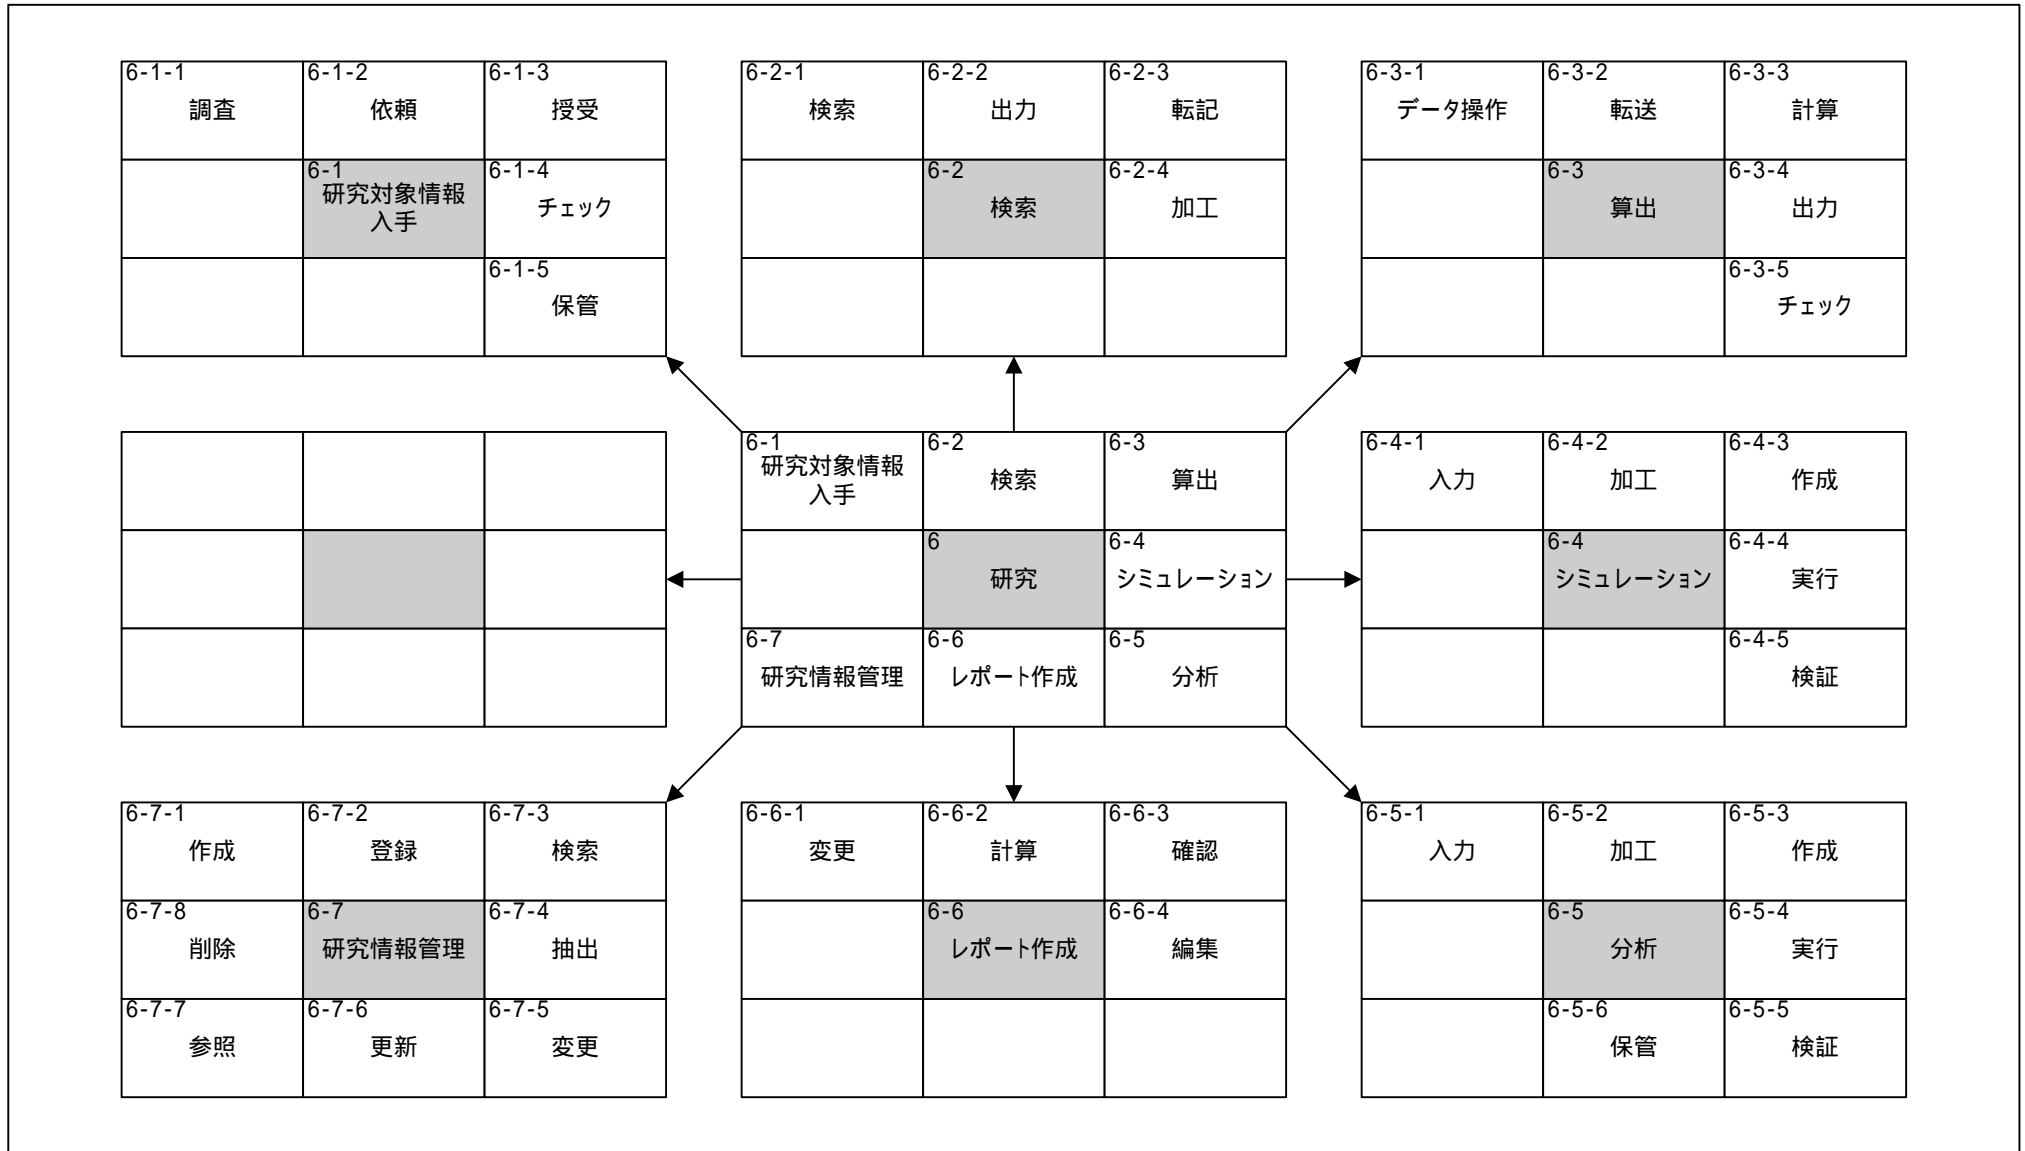 6-1-1 6-1-2 6-1-3
調査 依頼 授受
6-1 6-1-4
研究対象情報
入手
チェック
6-1-5
保管
6-2-1 6-2-2 6-2-3
検索 出力 転記
6-2 6-2-4
検索 加工
6-3-1 6-3-2 6-3-3
データ操作 転送 計算
6-3 6-3-4
算出 出力
6-3-5
チェック
6-1 6-2 6-3
研究対象情報
入手
検索 算出
6 6-4
研究 シミュレーション
6-7 6-6 6-5
研究情報管理 レポート作成 分析
6-4-1 6-4-2 6-4-3
入力 加工 作成
6-4 6-4-4
シミュレーション 実行
6-4-5
検証
6-7-1 6-7-2 6-7-3
作成 登録 検索
6-7-8 6-7 6-7-4
削除 研究情報管理 抽出
6-7-7 6-7-6 6-7-5
参照 更新 変更
6-6-1 6-6-2 6-6-3
変更 計算 確認
6-6 6-6-4
レポート作成 編集
6-5-1 6-5-2 6-5-3
入力 加工 作成
6-5 6-5-4
分析 実行
6-5-6 6-5-5
保管 検証